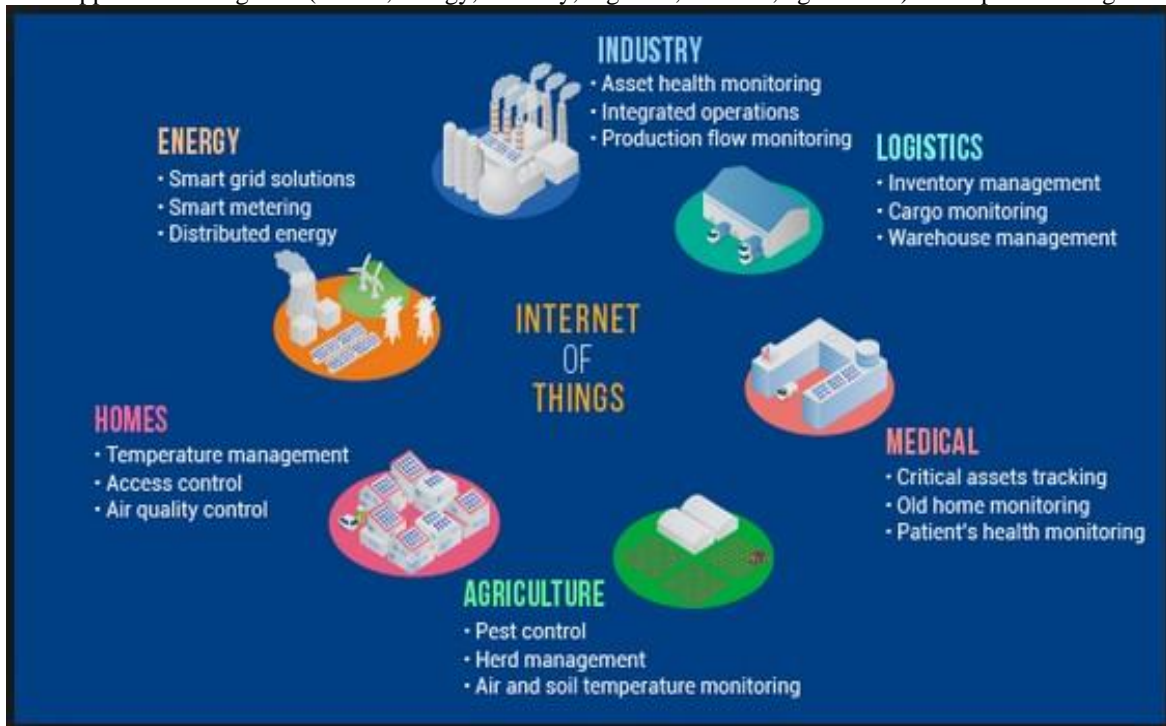 INDUSTRY
· Asset health monitoring
· Integrated operations
· Production flow monitoring
ENERGY
· Smart grid solutions
· Smart metering
· Distributed energy
LOGISTICS
· Inventory management
· Cargo monitoring
· Warehouse management
INTERNET
OF
THINGS
HOMES
· Temperature management
· Access control
· Air quality control
MEDICAL
· Critical assets tracking
· Old home monitoring
· Patient's health monitoring
AGRICULTURE
· Pest control
· Herd management
· Air and soil temperature monitoring